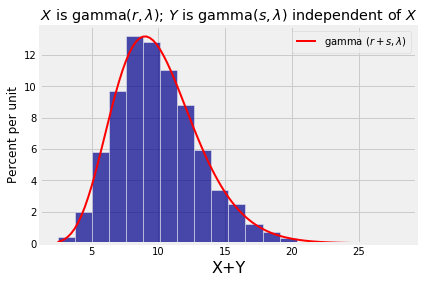 X is gamma(r, λ); Y is gamma(s, λ) independent of X
gamma (r + s, λ)
Percent per unit
12
10
8
6
4
2
0
5 10 15 20 25
X+Y